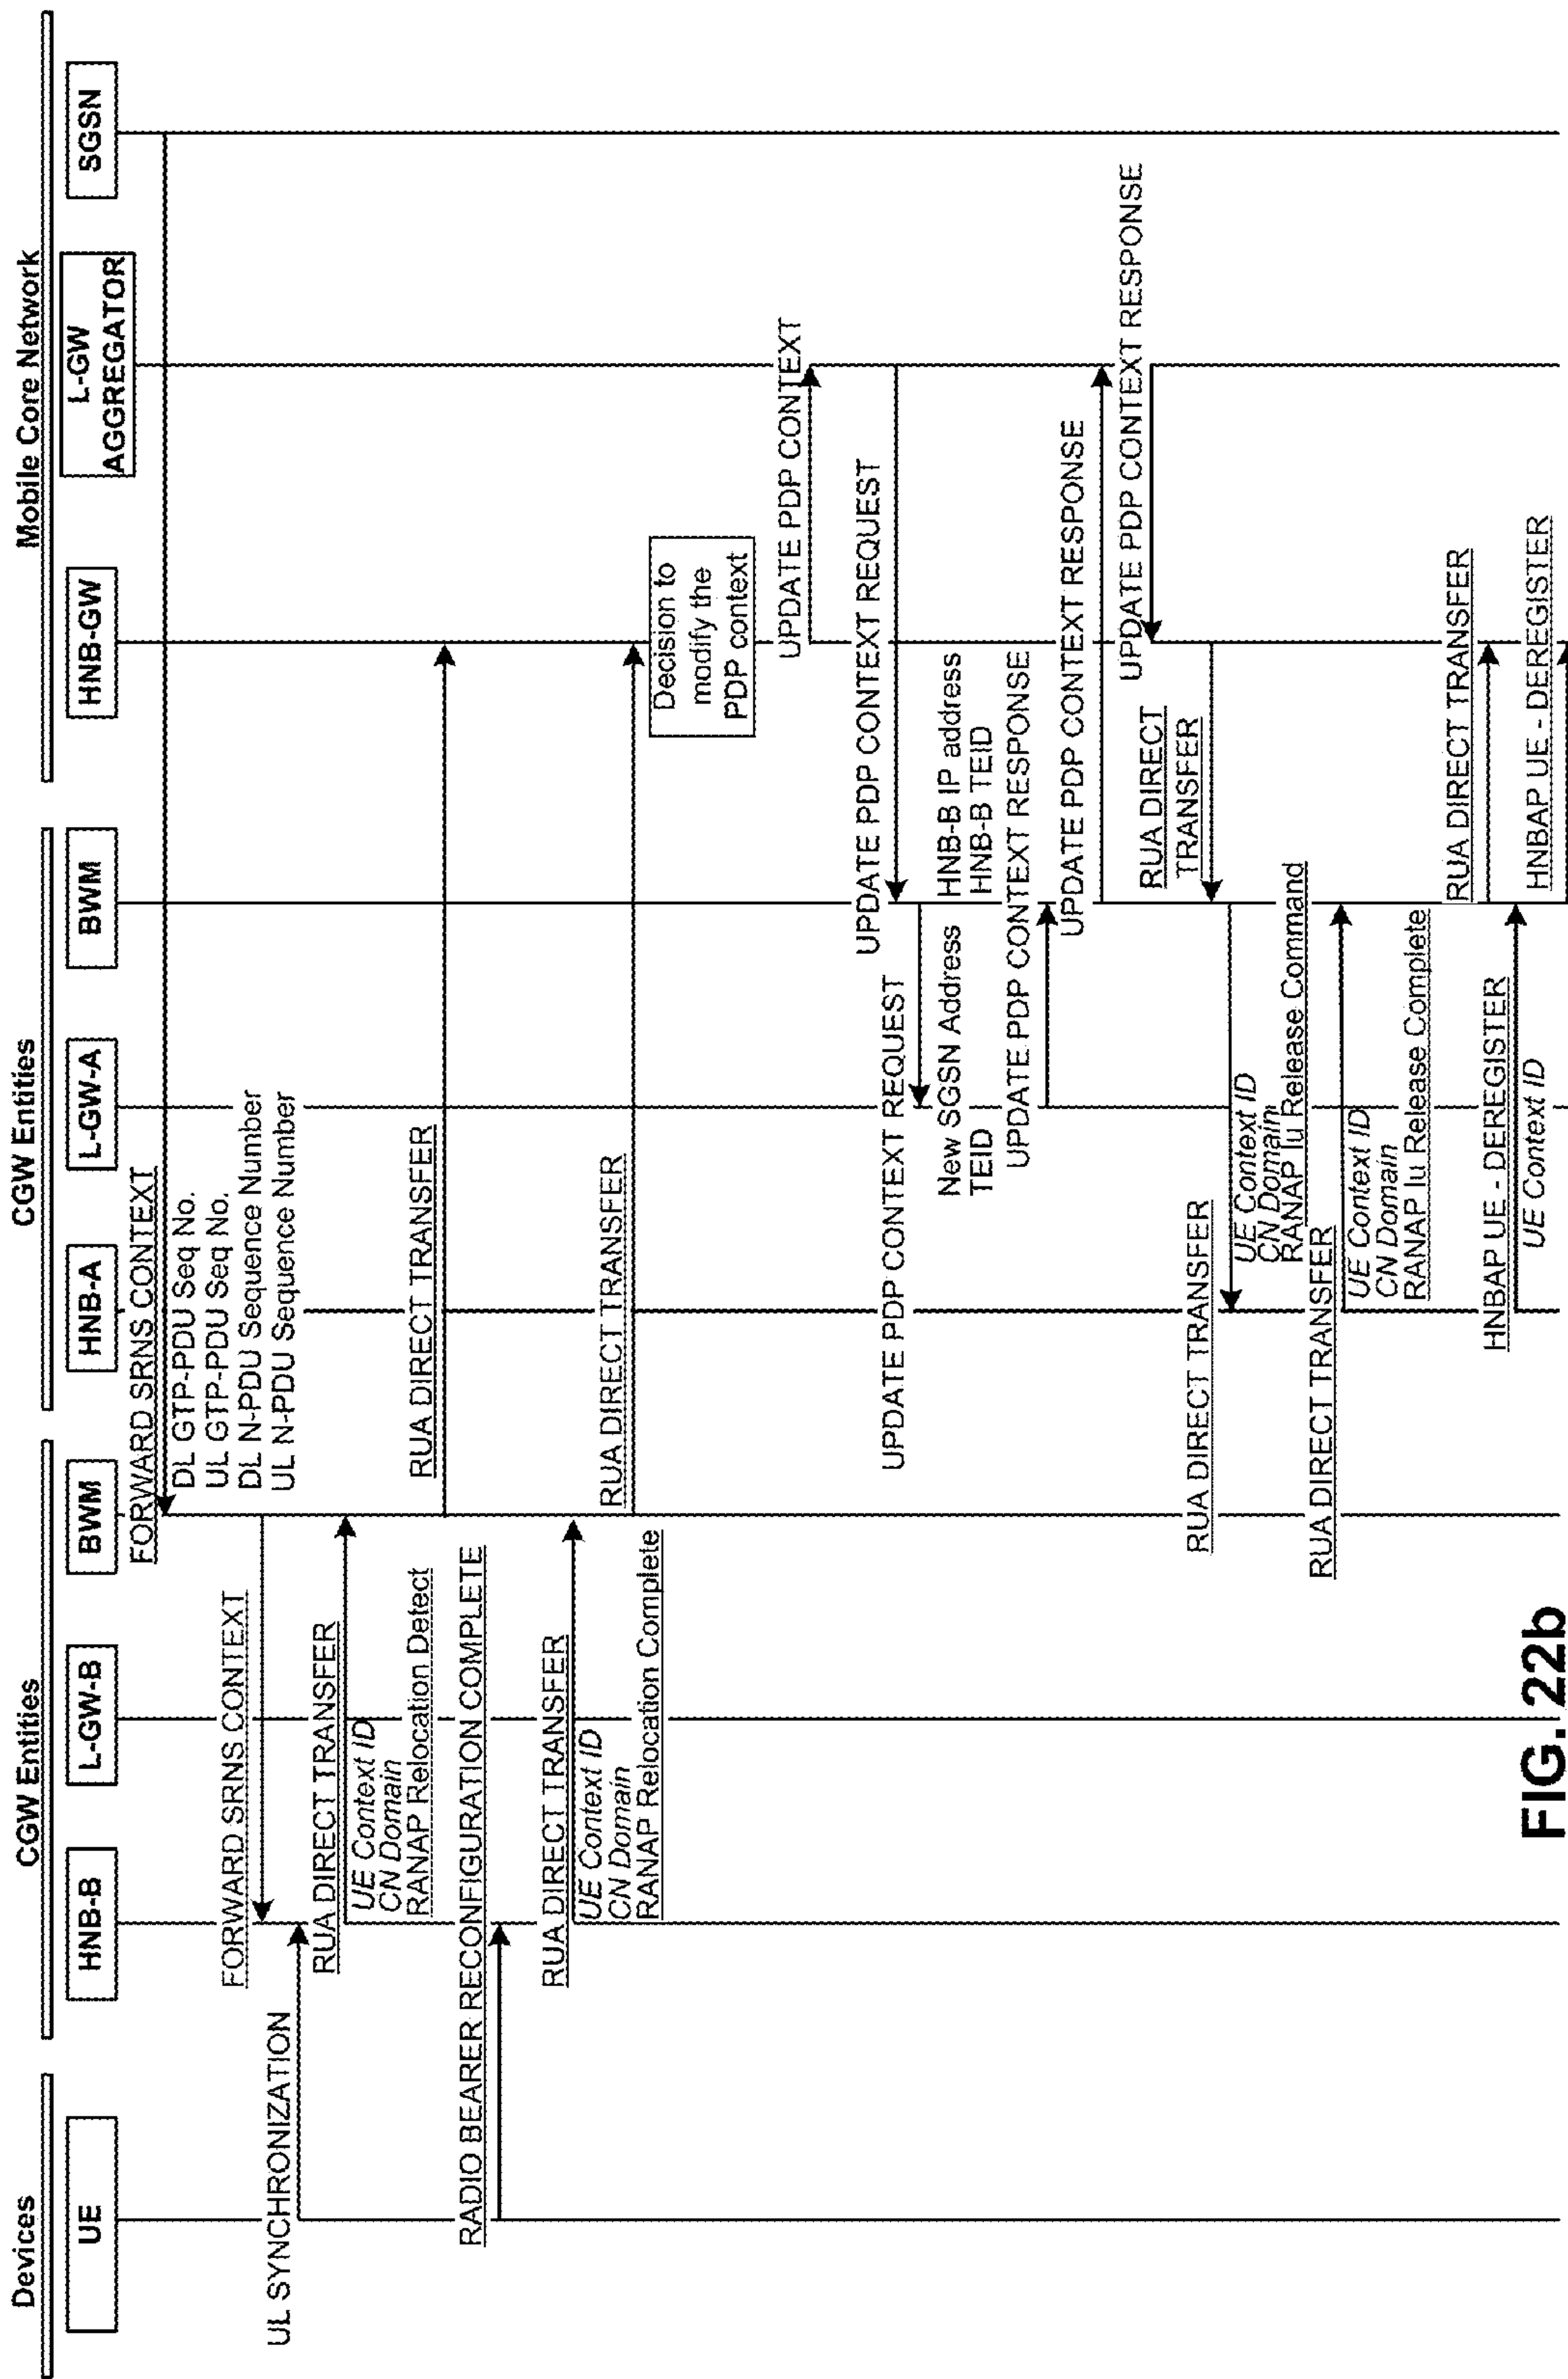 Devices
CGW Entities
CGW Entities
Mobile Core Network
UE
HNB-B
L-GW-B
BWM
HNB-A
L-GW-A
BWM
HNB-GW
L-GW
AGGREGATOR
SGSN
FORWARD SRNS CONTEXT
DL GTP-PDU Seq No.
UL GTP-PDU Seq No.
DL N-PDU Sequence Number
UL N-PDU Sequence Number
FORWARD SRNS CONTEXT
UL SYNCHRONIZATION
RUA DIRECT TRANSFER
UE Context ID
CN Domain
RANAP Relocation Detect
RUA DIRECT TRANSFER
RADIO BEARER RECONFIGURATION COMPLETE
RUA DIRECT TRANSFER
UE Context ID
CN Domain
RANAP Relocation Complete
RUA DIRECT TRANSFER
Decision to
modify the
PDP context
UPDATE PDP CONTEXT
UPDATE PDP CONTEXT REQUEST
UPDATE PDP CONTEXT REQUEST
New SGSN Address
TEID
HNB-B IP address
HNB-B TEID
UPDATE PDP CONTEXT RESPONSE
UPDATE PDP CONTEXT RESPONSE
UPDATE PDP CONTEXT RESPONSE
RUA DIRECT
TRANSFER
RUA DIRECT TRANSFER
UE Context ID
CN Domain
RANAP Iu Release Command
RUA DIRECT TRANSFER
UE Context ID
CN Domain
RANAP Iu Release Complete
RUA DIRECT TRANSFER
HNBAP UE - DEREGISTER
UE Context ID
HNBAP UE - DEREGISTER
FIG. 22b